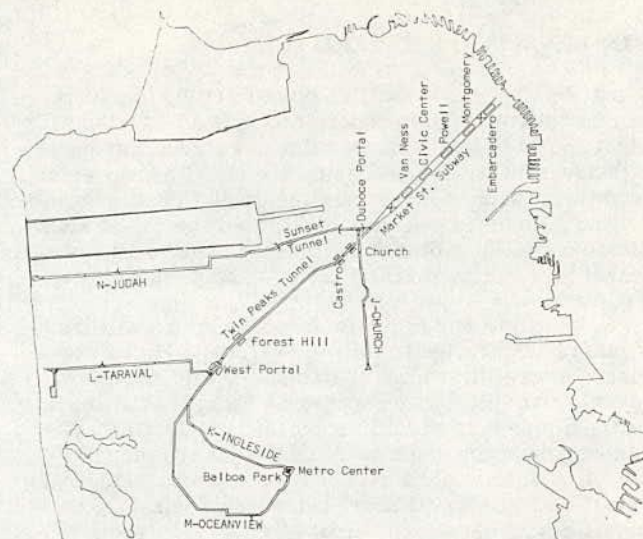 Montgomery
Powell
Civic Center
Van Ness
Duboce Portal
Embarcadero
Market St. Subway
Sunset
Tunnel
Church
Castro
N-JUDAH
Twin Peaks Tunnel
J-CHURCH
Forest Hill
West Portal
L-TARAVAL
K-INGLESIDE
Metro Center
Balboa Park
M-OCEANVIEW